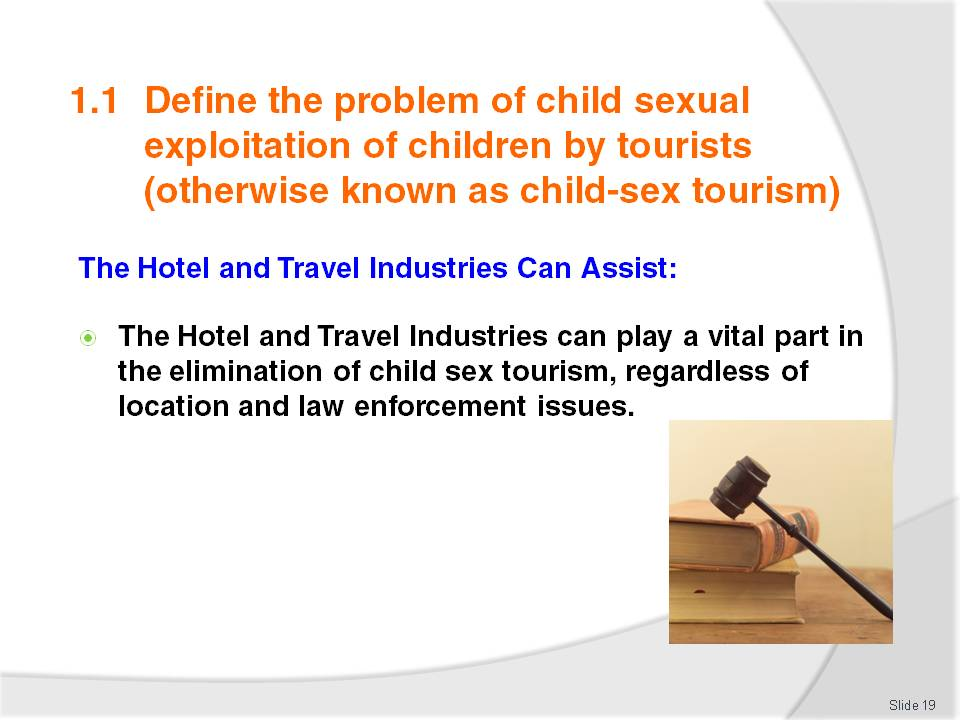 1.1 Define the problem of child sexual
exploitation of children by tourists
(otherwise known as child-sex tourism)
The Hotel and Travel Industries Can Assist:
The Hotel and Travel Industries can play a vital part in
the elimination of child sex tourism, regardless of
location and law enforcement issues.
Slide 19